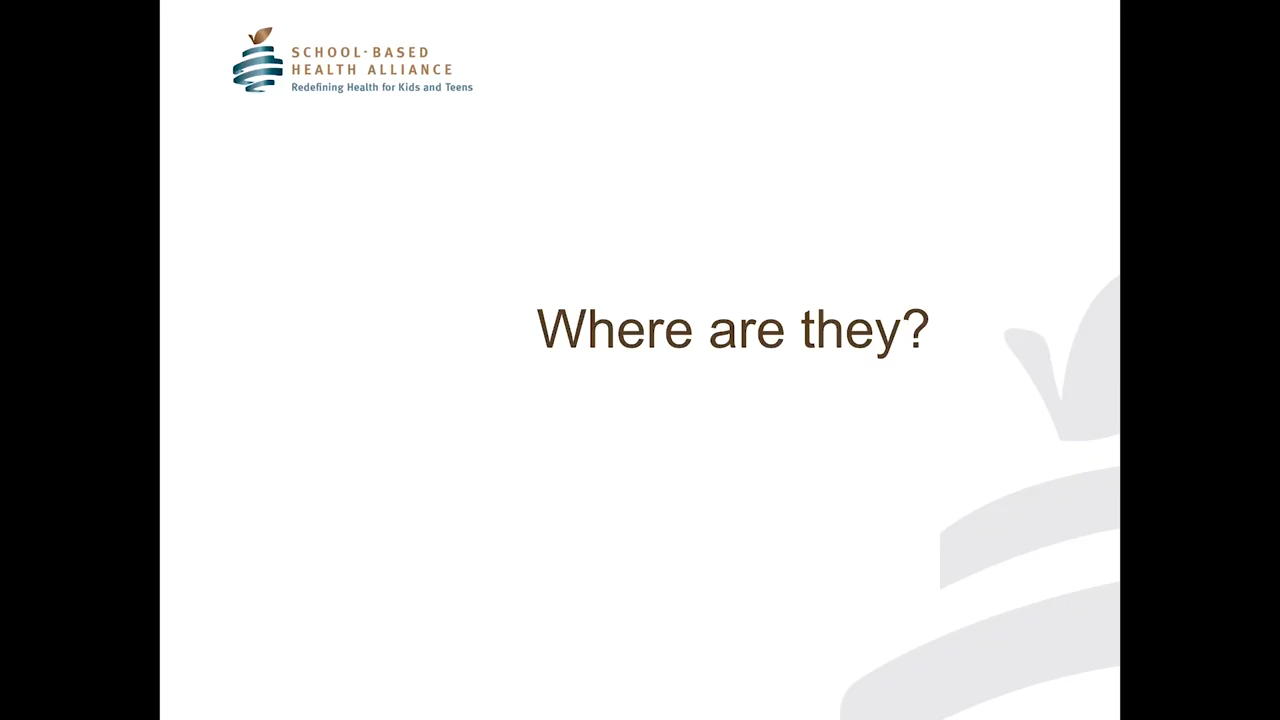 SCHOOL-BASED
HEALTH ALLIANCE
Redefining Health for Kids and Teens
Where are they?